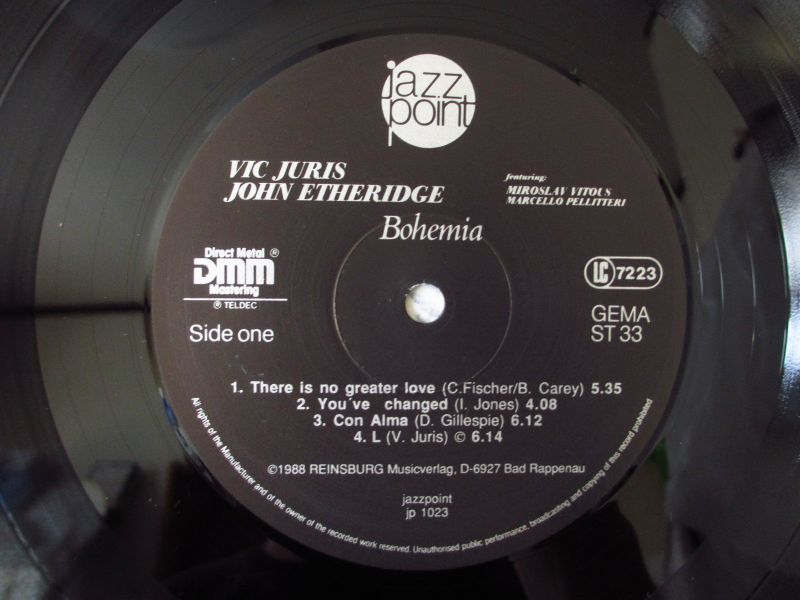 jazz
point
VIC JURIS
JOHN ETHERIDGE
featuring:
MIROSLAV VITOUS
MARCELLO PELLITTERI
Bohemia
Direct Metal ®
DMM
Mastering
® TELDEC
Side one
LC 7223
GEMA
ST 33
1. There is no greater love (C.Fischer/B. Carey) 5.35
2. You've changed (I. Jones) 4.08
3. Con Alma (D. Gillespie) 6.12
4. L (V. Juris) © 6.14
©1988 REINSBURG Musicverlag, D-6927 Bad Rappenau
jazzpoint
jp 1023
All rights of the Manufacturer and of the owner of the recorded work reserved. Unauthorised public performance, broadcasting and copying of this record prohibited